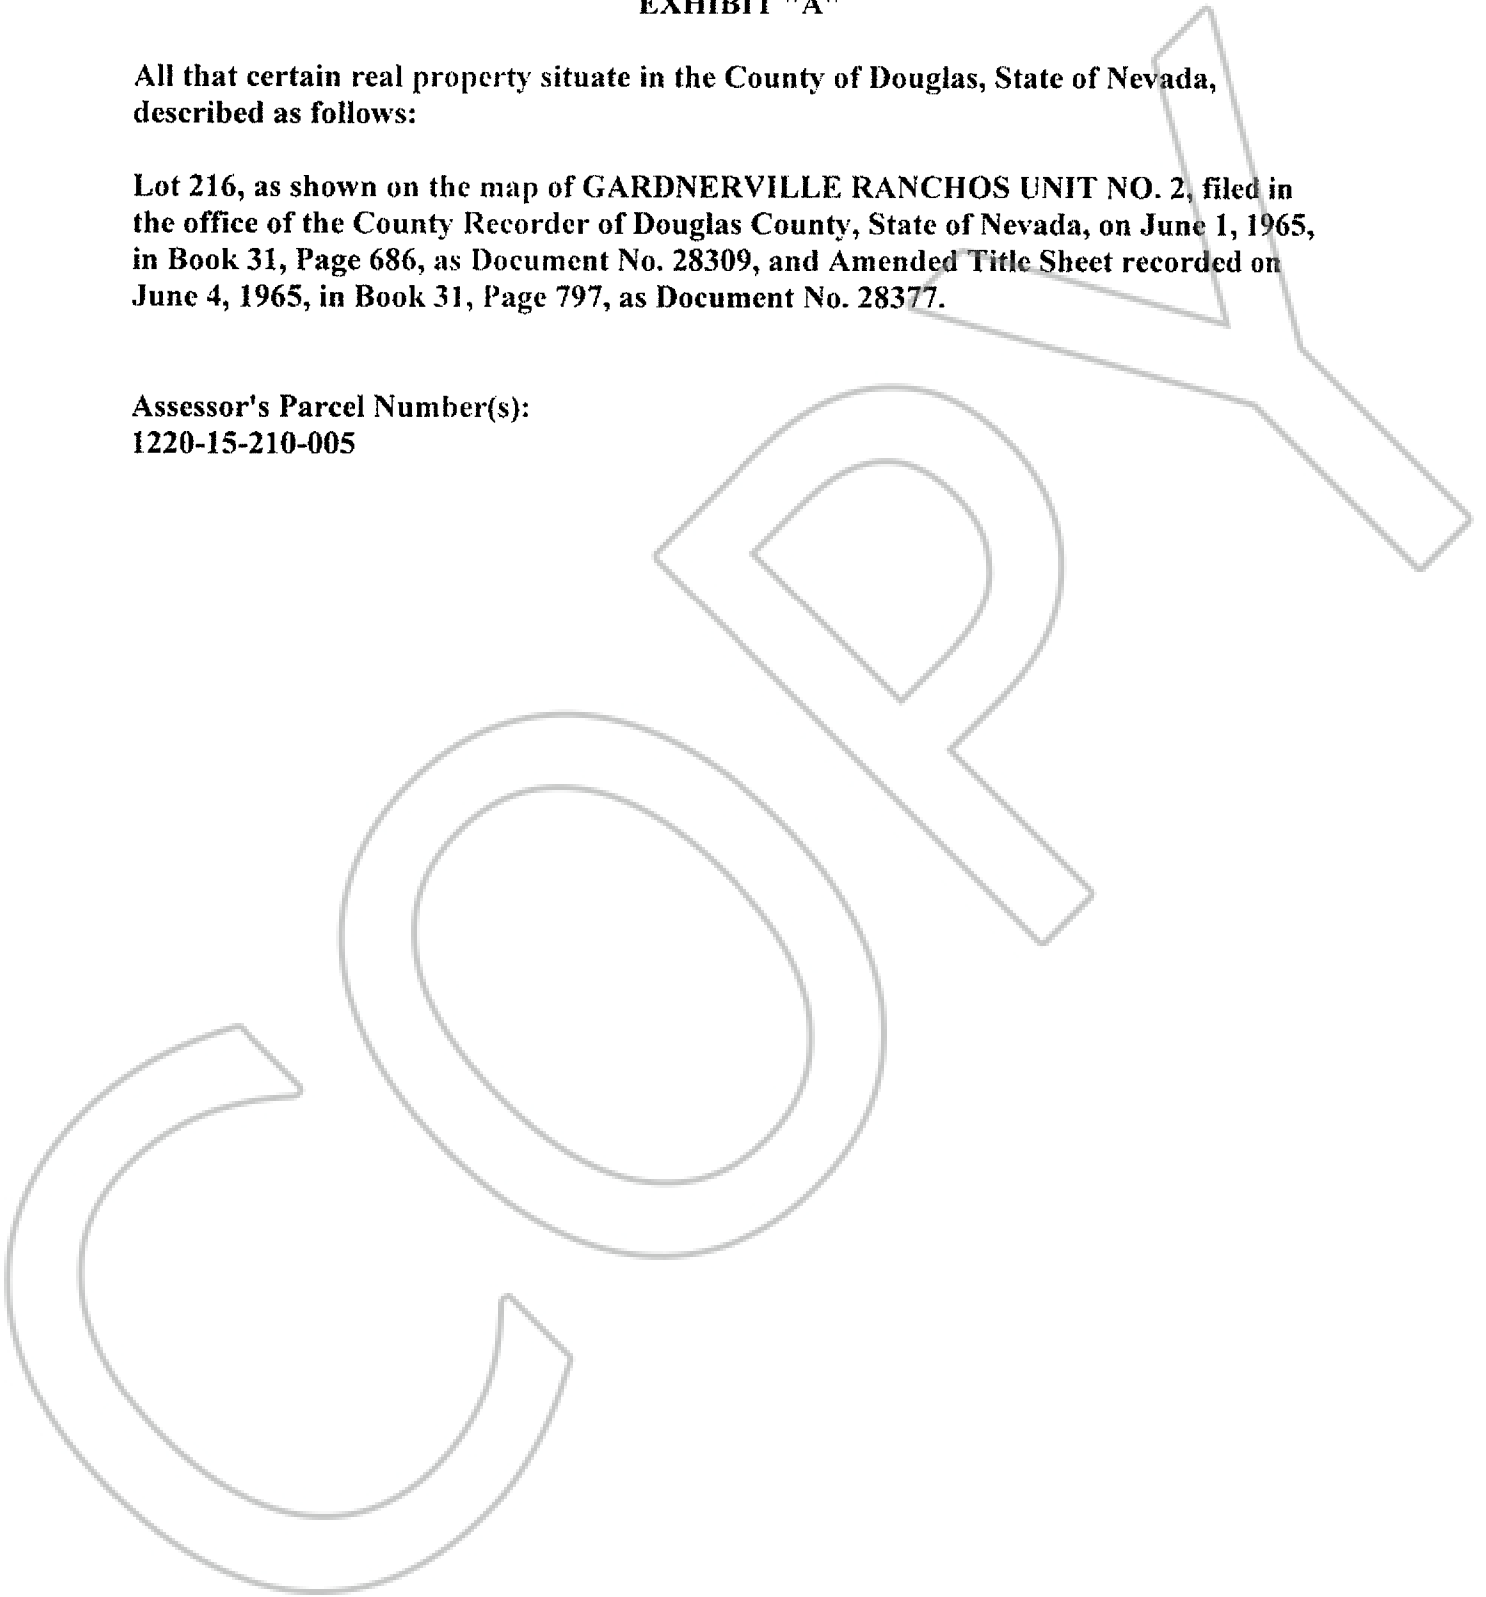 EXHIBIT "A"
All that certain real property situate in the County of Douglas, State of Nevada,
described as follows:
Lot 216, as shown on the map of GARDNERVILLE RANCHOS UNIT NO. 2, filed in
the office of the County Recorder of Douglas County, State of Nevada, on June 1, 1965,
in Book 31, Page 686, as Document No. 28309, and Amended Title Sheet recorded on
June 4, 1965, in Book 31, Page 797, as Document No. 28377.
Assessor's Parcel Number(s):
1220-15-210-005
COPY